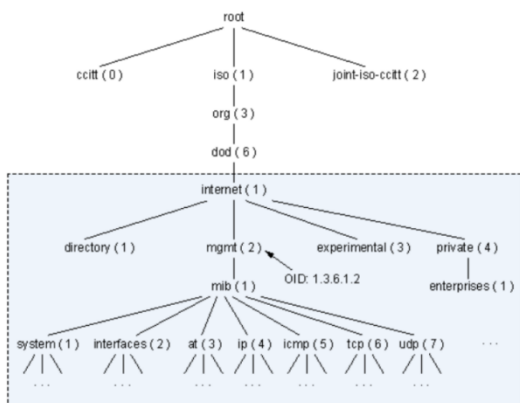 root
ccitt ( 0 ) iso ( 1 ) joint-iso-ccitt ( 2 )
org ( 3 )
dod ( 6 )
internet ( 1 )
directory ( 1 ) mgmt ( 2 ) experimental ( 3 ) private ( 4 )
OID: 1.3.6.1.2
mib ( 1 ) enterprises ( 1 )
system ( 1 ) interfaces ( 2 ) at ( 3 ) ip ( 4 ) icmp ( 5 ) tcp ( 6 ) udp ( 7 ) . . .
. . . . . . . . . . . . . . . . . . . . .